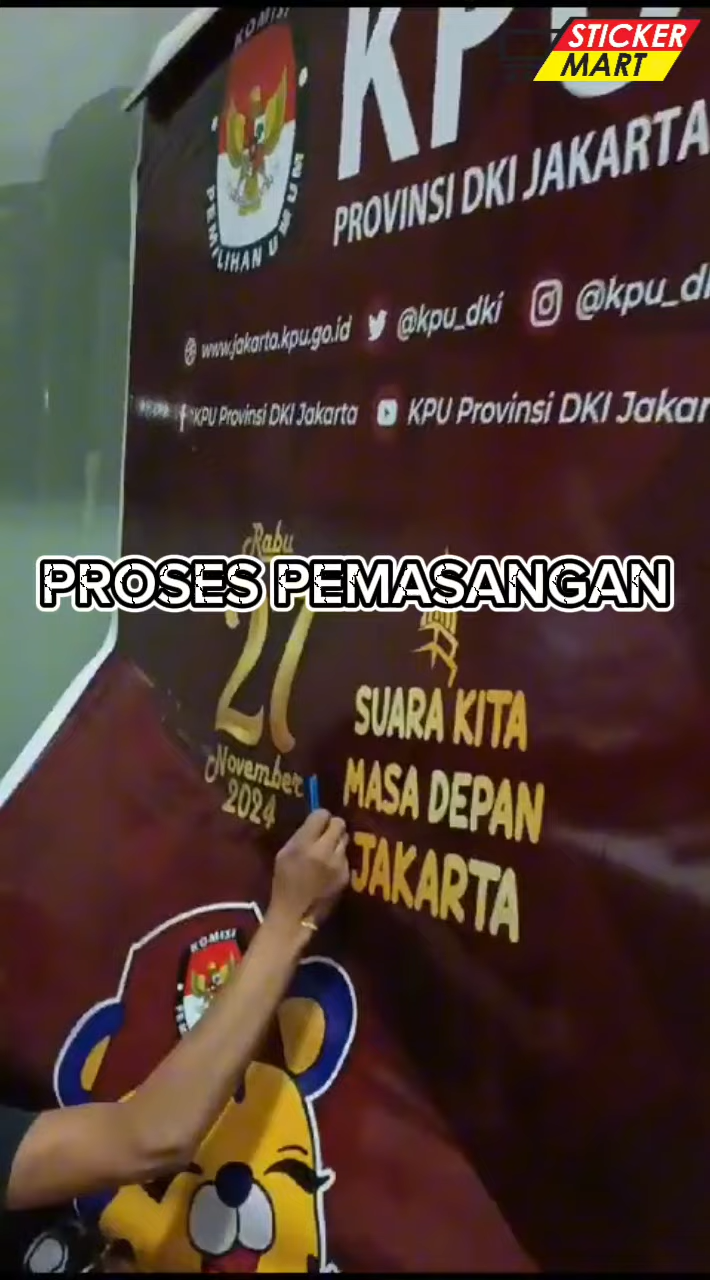 STICKER
MART
KOMISI
PEMILIHAN UMUM
KPU
PROVINSI DKI JAKARTA
www.jakarta.kpu.go.id @kpu_dki @kpu_d
KPU Provinsi DKI Jakarta KPU Provinsi DKI Jakar
Rabu
PROSES PEMASANGAN
27
November
2024
SUARA KITA
MASA DEPAN
JAKARTA
KOMISI